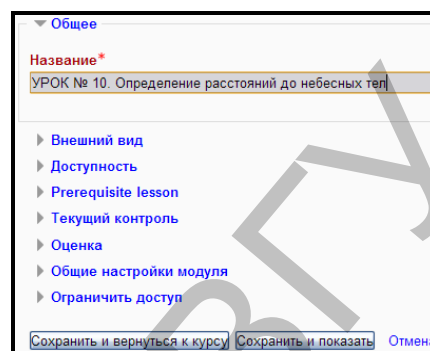 Общее
Название*
УРОК № 10. Определение расстояний до небесных тел
Внешний вид
Доступность
Prerequisite lesson
Текущий контроль
Оценка
Общие настройки модуля
Ограничить доступ
Сохранить и вернуться к курсу Сохранить и показать Отмена
ВГУ